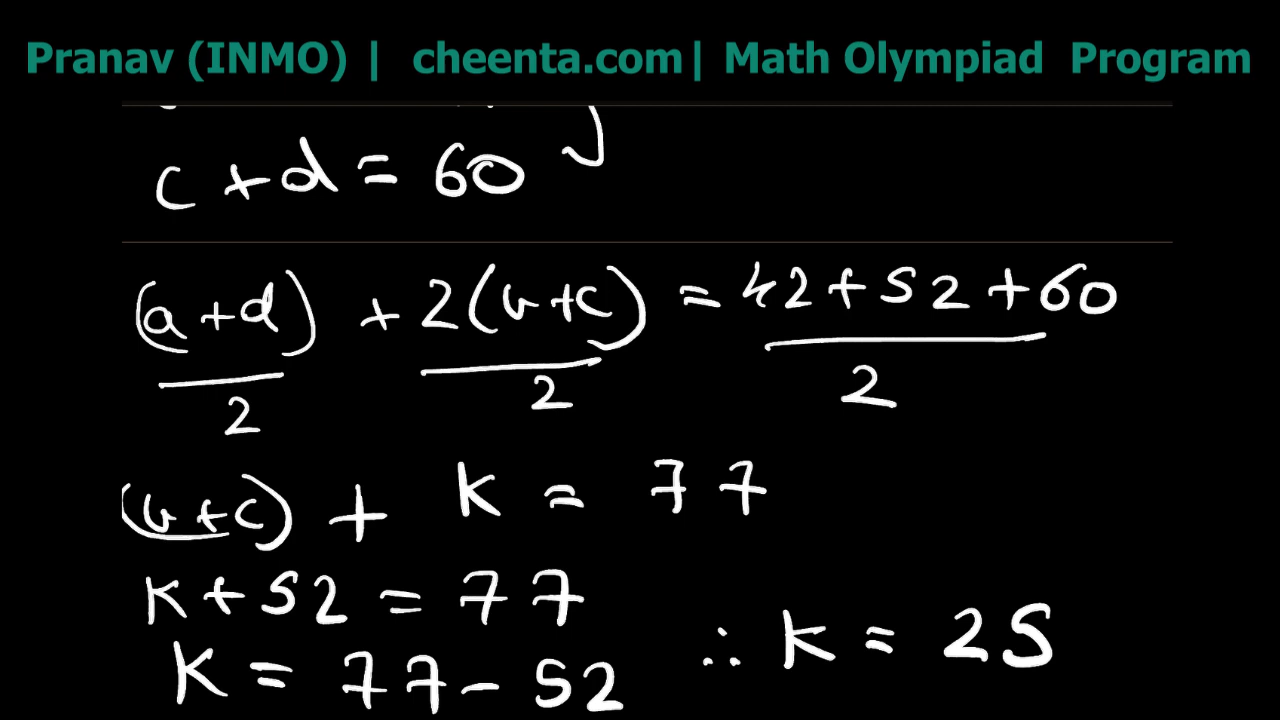 Pranav (INMO) | cheenta.com| Math Olympiad Program
c + d = 60
(a + d)/2 + 2(b + c)/2 = 42 + 52 + 60/2
(b + c) + k = 77
k + 52 = 77
k = 77 - 52 ∴ k = 25